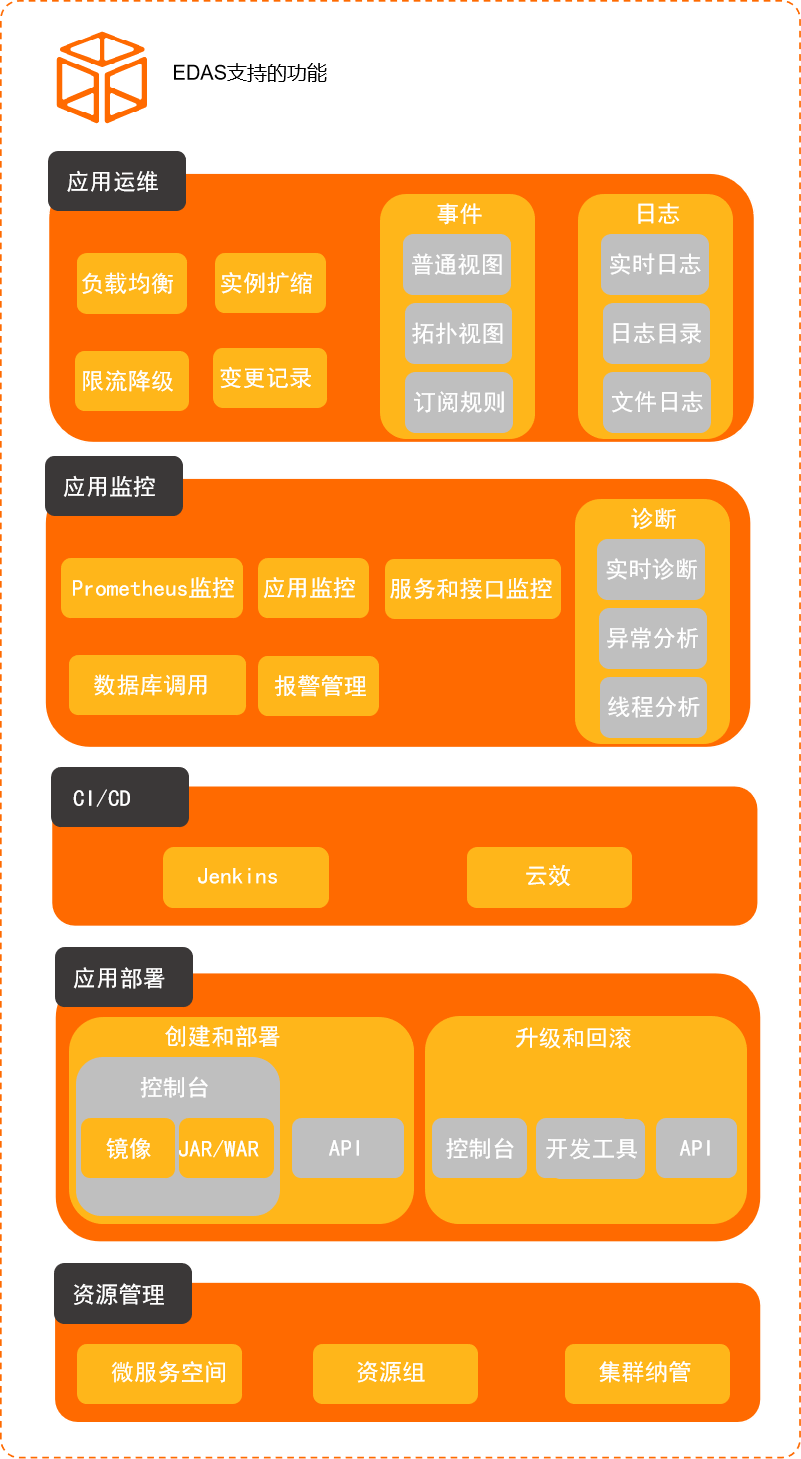 EDAS支持的功能
应用运维
负载均衡
实例扩缩
限流降级
变更记录
事件
普通视图
拓扑视图
订阅规则
日志
实时日志
日志目录
文件日志
应用监控
Prometheus监控
应用监控
服务和接口监控
数据库调用
报警管理
诊断
实时诊断
异常分析
线程分析
CI/CD
Jenkins
云效
应用部署
创建和部署
控制台
镜像
JAR/WAR
API
升级和回滚
控制台
开发工具
API
资源管理
微服务空间
资源组
集群纳管